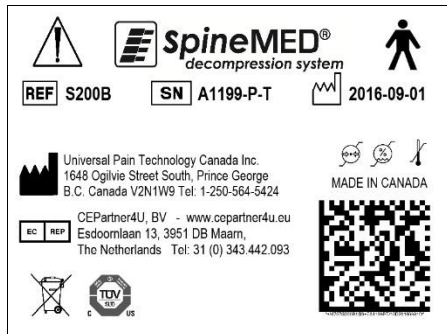 SpineMED®
decompression system
REF S200B SN A1199-P-T 2016-09-01
Universal Pain Technology Canada Inc.
1648 Ogilvie Street South, Prince George
B.C. Canada V2N1W9 Tel: 1-250-564-5424
MADE IN CANADA
EC REP
CEPartner4U, BV - www.cepartner4u.eu
Esdoornlaan 13, 3951 DB Maarn,
The Netherlands Tel: 31 (0) 343.442.093
TÜV
SÜD
C US